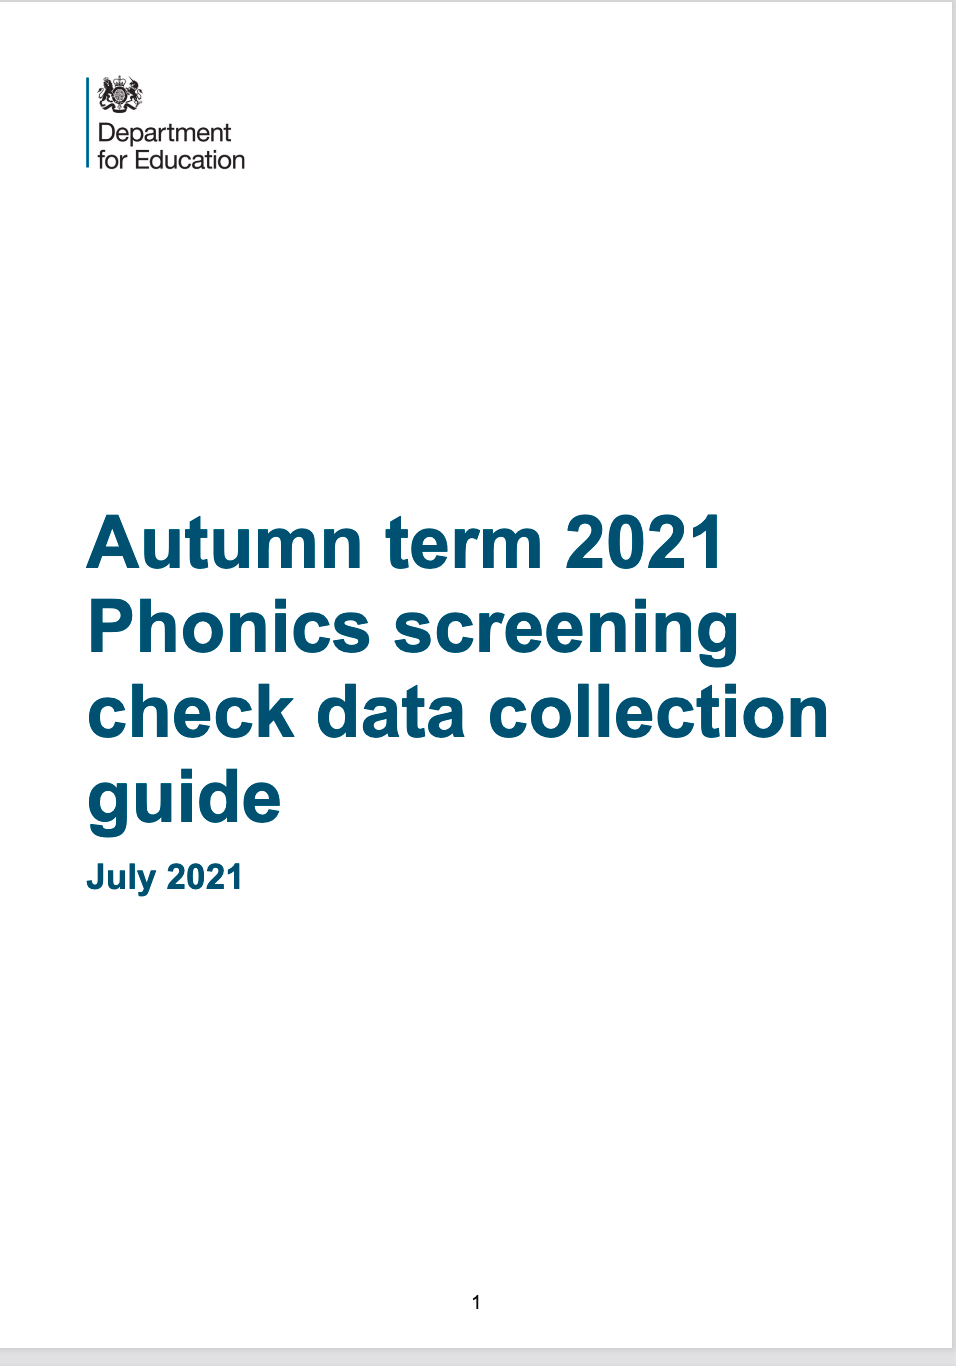 Department
for Education
Autumn term 2021
Phonics screening
check data collection
guide
July 2021
1